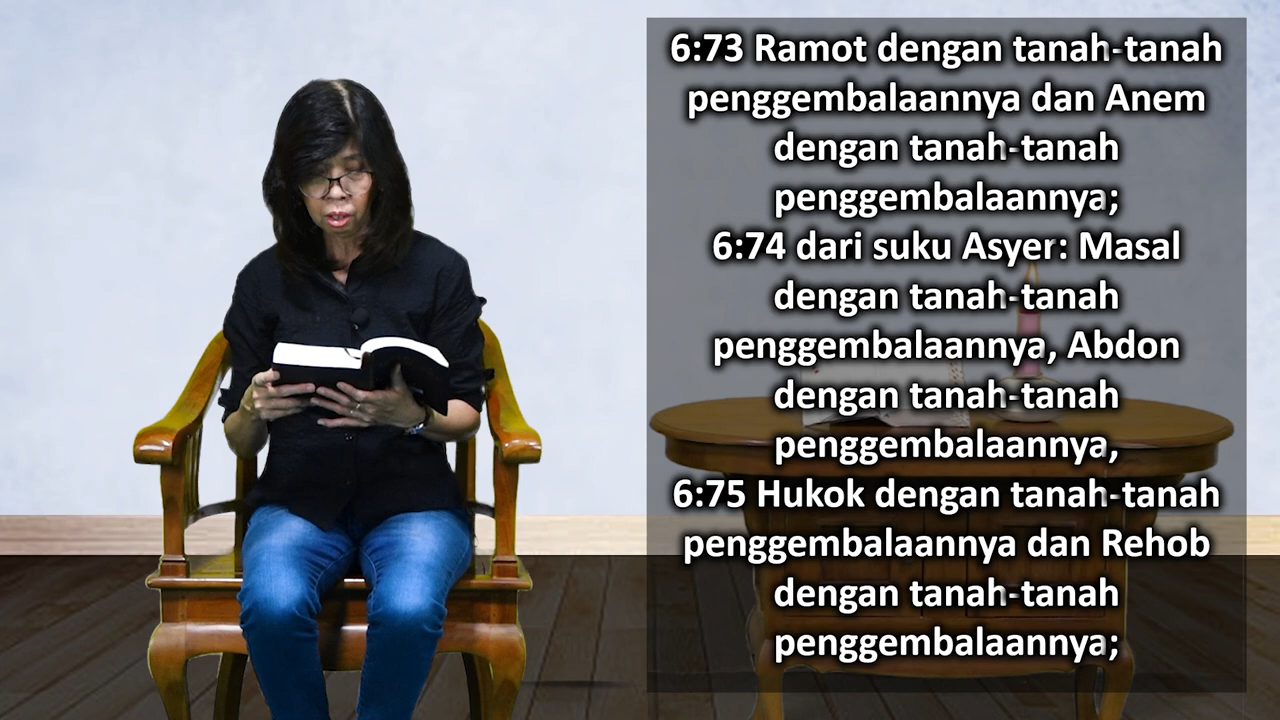 6:73 Ramot dengan tanah-tanah
penggembalaannya dan Anem
dengan tanah-tanah
penggembalaannya;
6:74 dari suku Asyer: Masal
dengan tanah-tanah
penggembalaannya, Abdon
dengan tanah-tanah
penggembalaannya,
6:75 Hukok dengan tanah-tanah
penggembalaannya dan Rehob
dengan tanah-tanah
penggembalaannya;